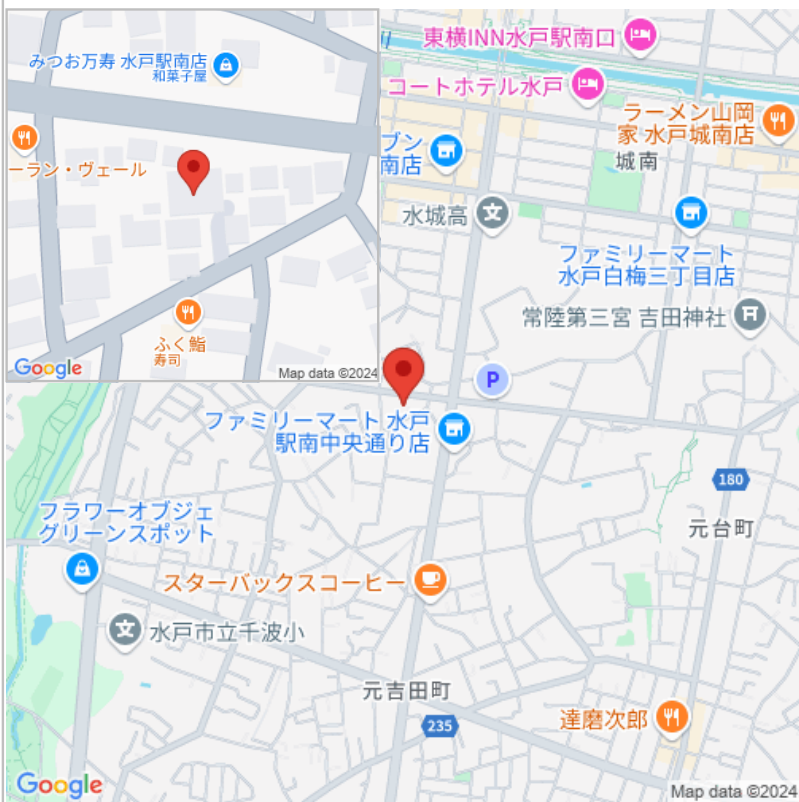 みつお万寿 水戸駅南店
和菓子屋
ーラン・ヴェール
ふく鮨
寿司
Google
Map data ©2024
東横INN水戸駅南口
コートホテル水戸
ラーメン山岡
家 水戸城南店
ブン
南店
城南
水城高
文
ファミリーマート
水戸白梅三丁目店
常陸第三宮 吉田神社
P
ファミリーマート 水戸
駅南中央通り店
180
フラワーオブジェ
グリーンスポット
元台町
スターバックスコーヒー
文
水戸市立千波小
元吉田町
235
達磨次郎
Google
Map data ©2024